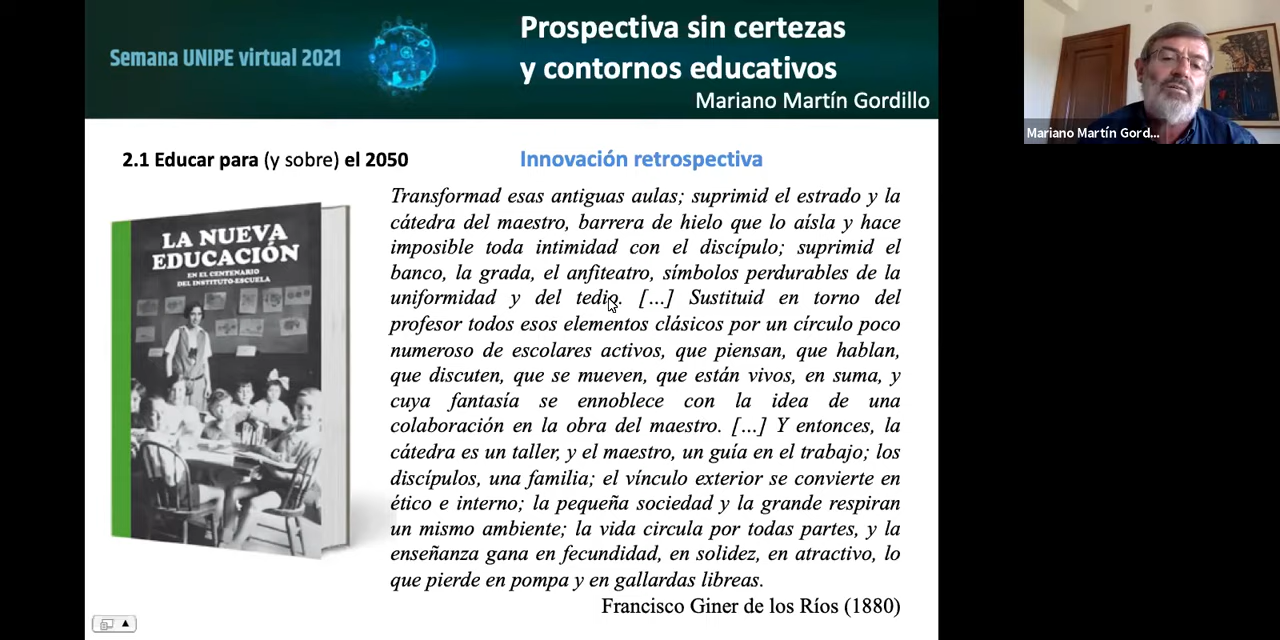 Semana UNIPE virtual 2021
Prospectiva sin certezas
y contornos educativos
Mariano Martín Gordillo
Mariano Martín Gord...
2.1 Educar para (y sobre) el 2050
Innovación retrospectiva
LA NUEVA
EDUCACIÓN
EN EL CENTENARIO
DEL INSTITUTO-ESCUELA
Transformad esas antiguas aulas; suprimid el estrado y la
cátedra del maestro, barrera de hielo que lo aísla y hace
imposible toda intimidad con el discípulo; suprimid el
banco, la grada, el anfiteatro, símbolos perdurables de la
uniformidad y del tedio. [...] Sustituid en torno del
profesor todos esos elementos clásicos por un círculo poco
numeroso de escolares activos, que piensan, que hablan,
que discuten, que se mueven, que están vivos, en suma, y
cuya fantasía se ennoblece con la idea de una
colaboración en la obra del maestro. [...] Y entonces, la
cátedra es un taller, y el maestro, un guía en el trabajo; los
discípulos, una familia; el vínculo exterior se convierte en
ético e interno; la pequeña sociedad y la grande respiran
un mismo ambiente; la vida circula por todas partes, y la
enseñanza gana en fecundidad, en solidez, en atractivo, lo
que pierde en pompa y en gallardas libreas.
Francisco Giner de los Ríos (1880)